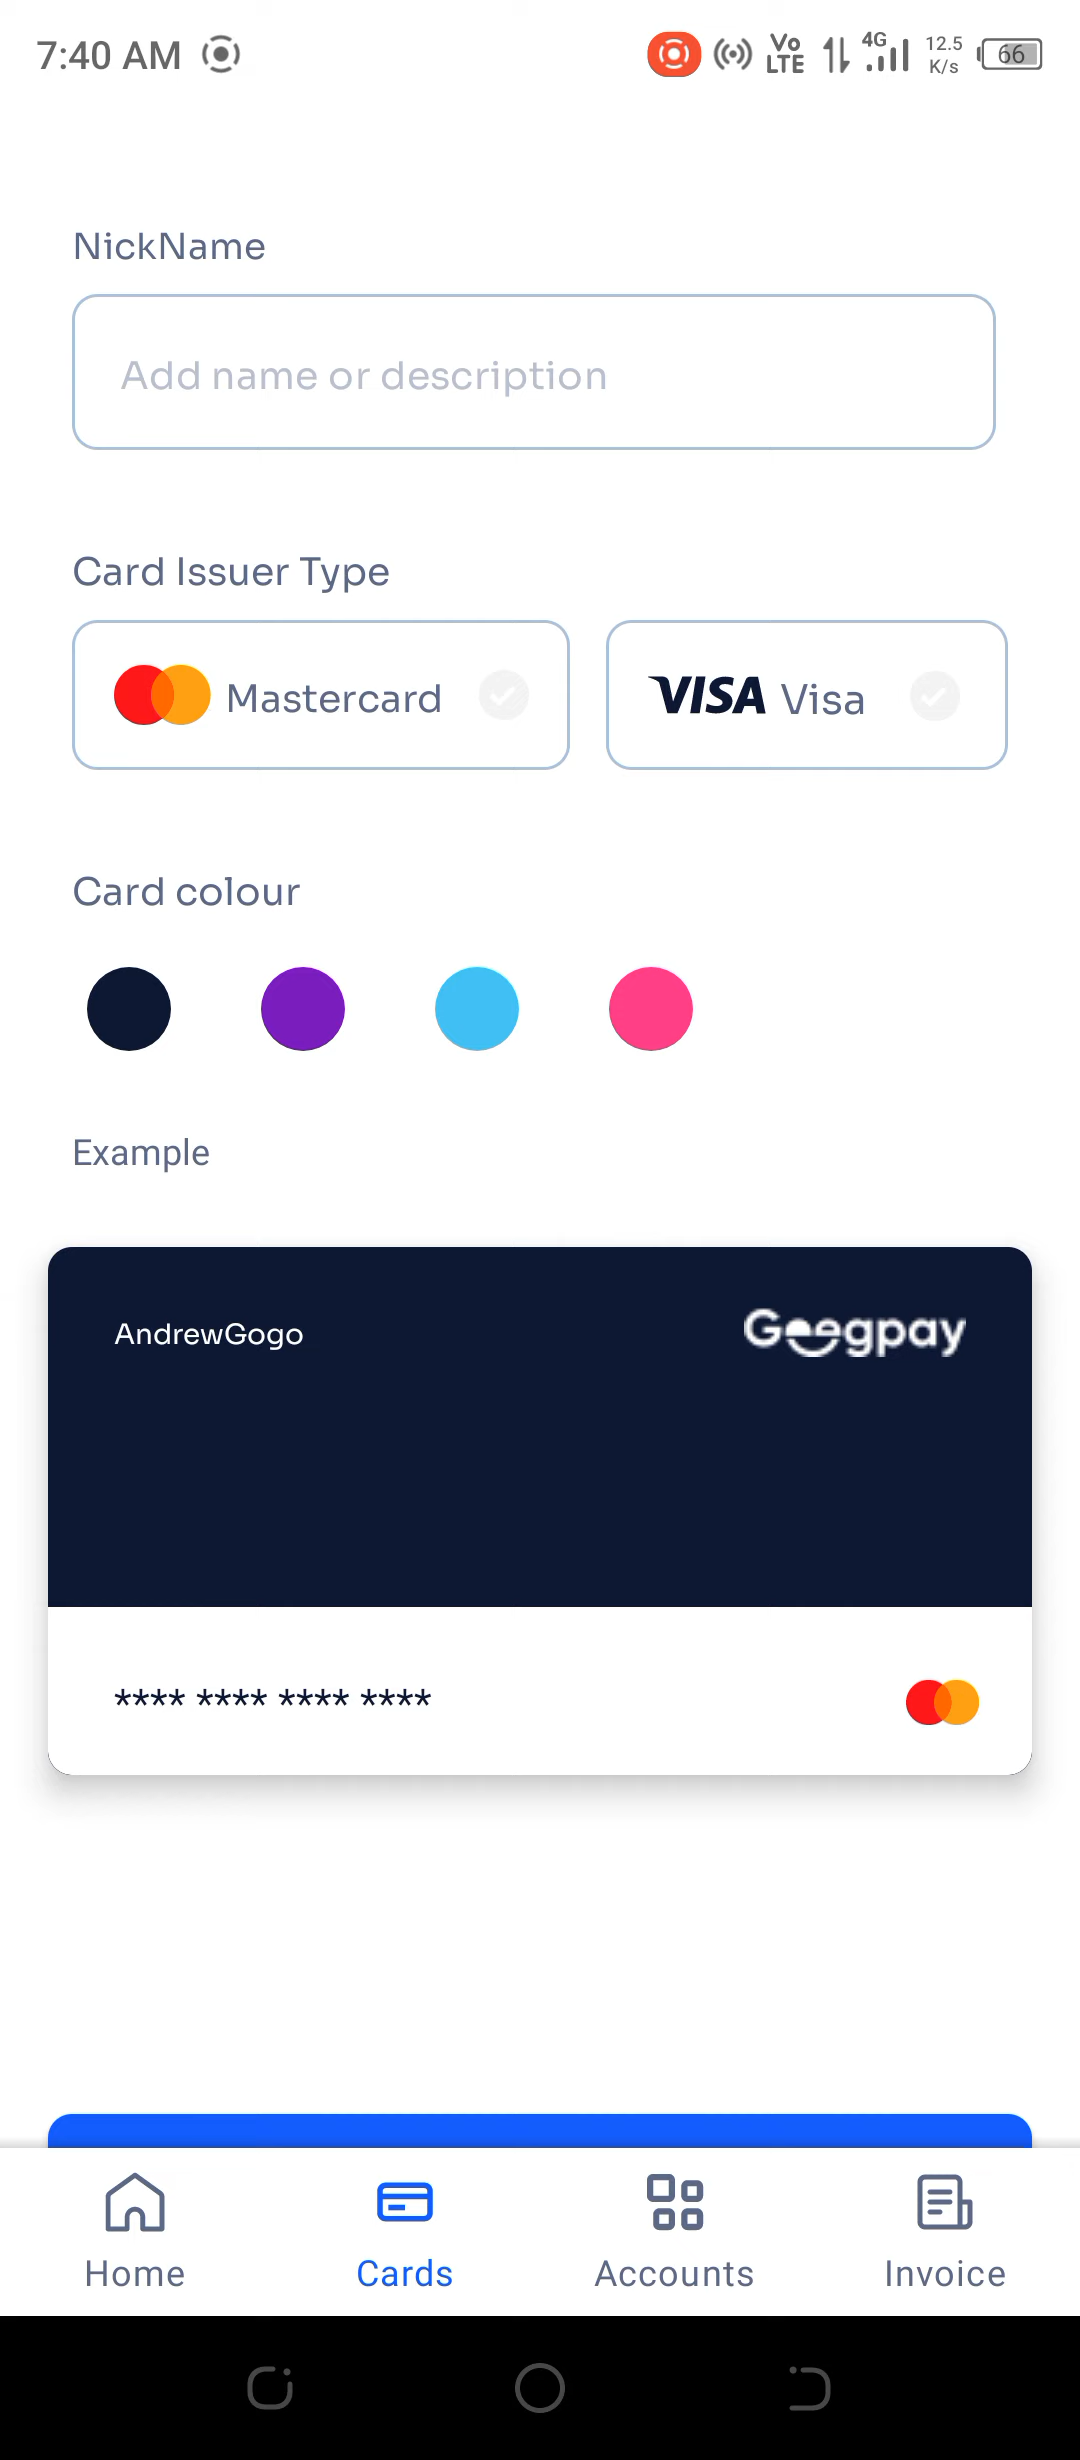 7:40 AM
Vo LTE 4G 12.5 K/s 66
NickName
Add name or description
Card Issuer Type
Mastercard
VISA Visa
Card colour
Example
AndrewGogo
Geegpay
**** **** **** ****
Home
Cards
Accounts
Invoice